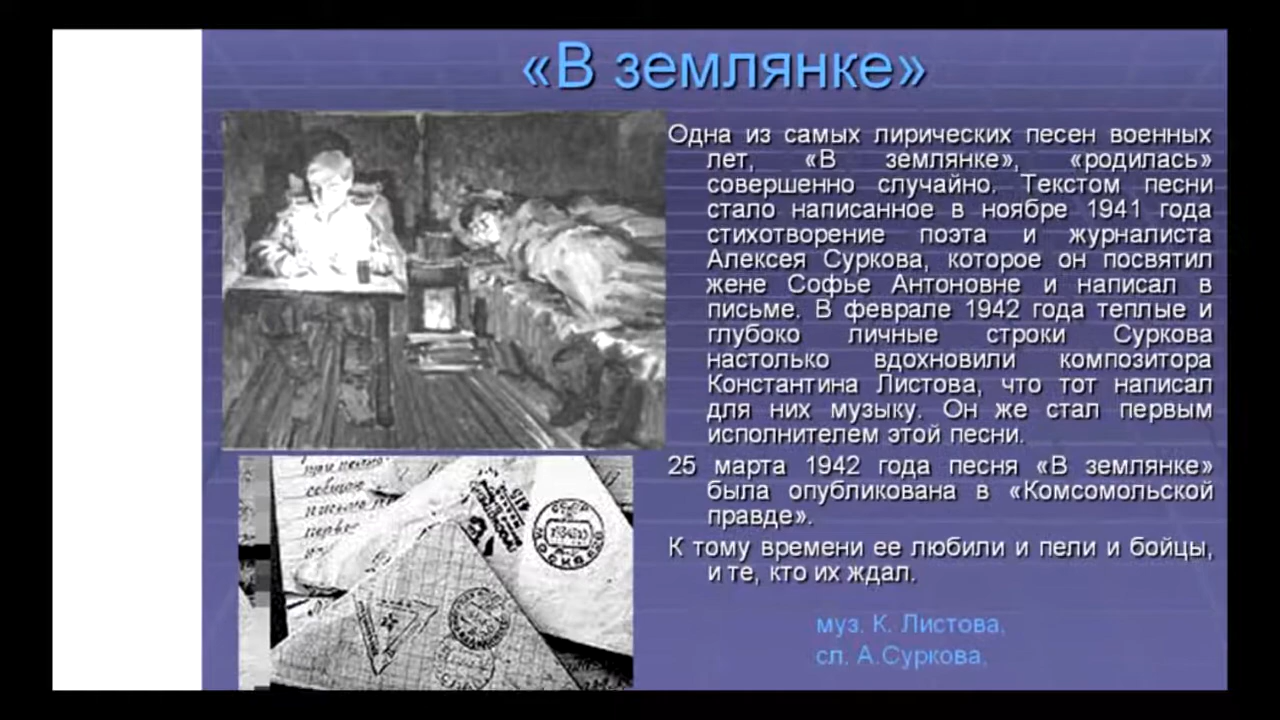 «В землянке»
Одна из самых лирических песен военных
лет, «В землянке», «родилась»
совершенно случайно. Текстом песни
стало написанное в ноябре 1941 года
стихотворение поэта и журналиста
Алексея Суркова, которое он посвятил
жене Софье Антоновне и написал в
письме. В феврале 1942 года теплые и
глубоко личные строки Суркова
настолько вдохновили композитора
Константина Листова, что тот написал
для них музыку. Он же стал первым
исполнителем этой песни.
25 марта 1942 года песня «В землянке»
была опубликована в «Комсомольской
правде».
К тому времени ее любили и пели и бойцы,
и те, кто их ждал.
муз. К. Листова,
сл. А.Суркова,
сообщаю
письмо
МОСКВА